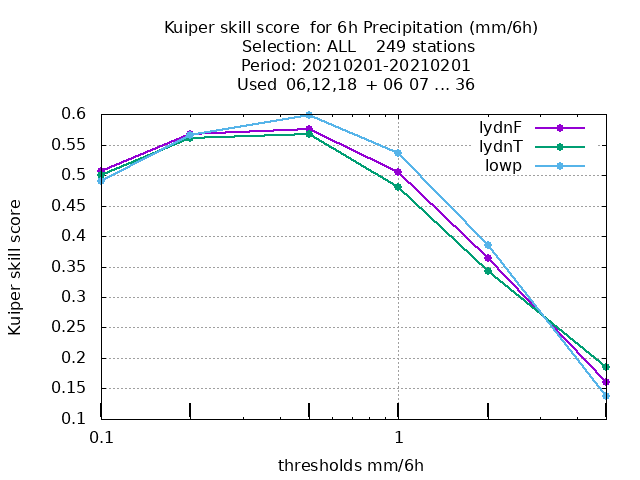 Kuiper skill score  for 6h Precipitation (mm/6h)
Selection: ALL    249 stations
Period: 20210201-20210201
Used  06,12,18  + 06 07 ... 36
lydnF
lydnT
lowp
0.6
0.55
0.5
0.45
0.4
0.35
0.3
0.25
0.2
0.15
0.1
Kuiper skill score
0.1
1
thresholds mm/6h